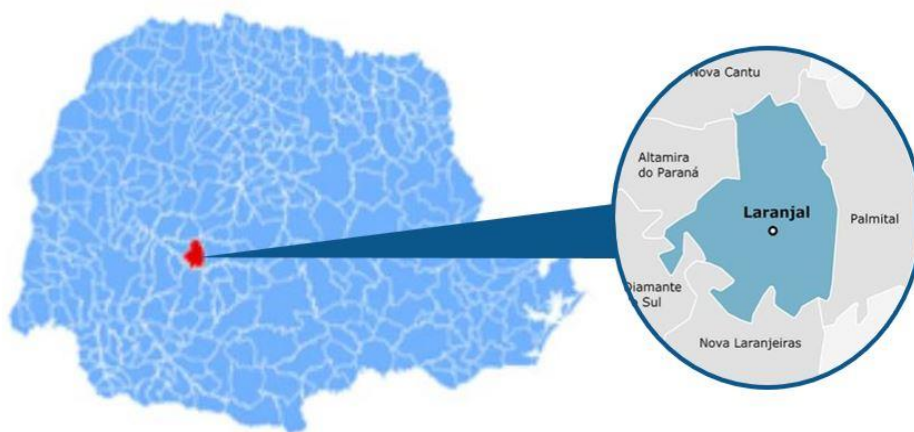 Nova Cantu
Altamira
do Paraná
Laranjal
Palmital
Diamante
o Sul
Nova Laranjeiras